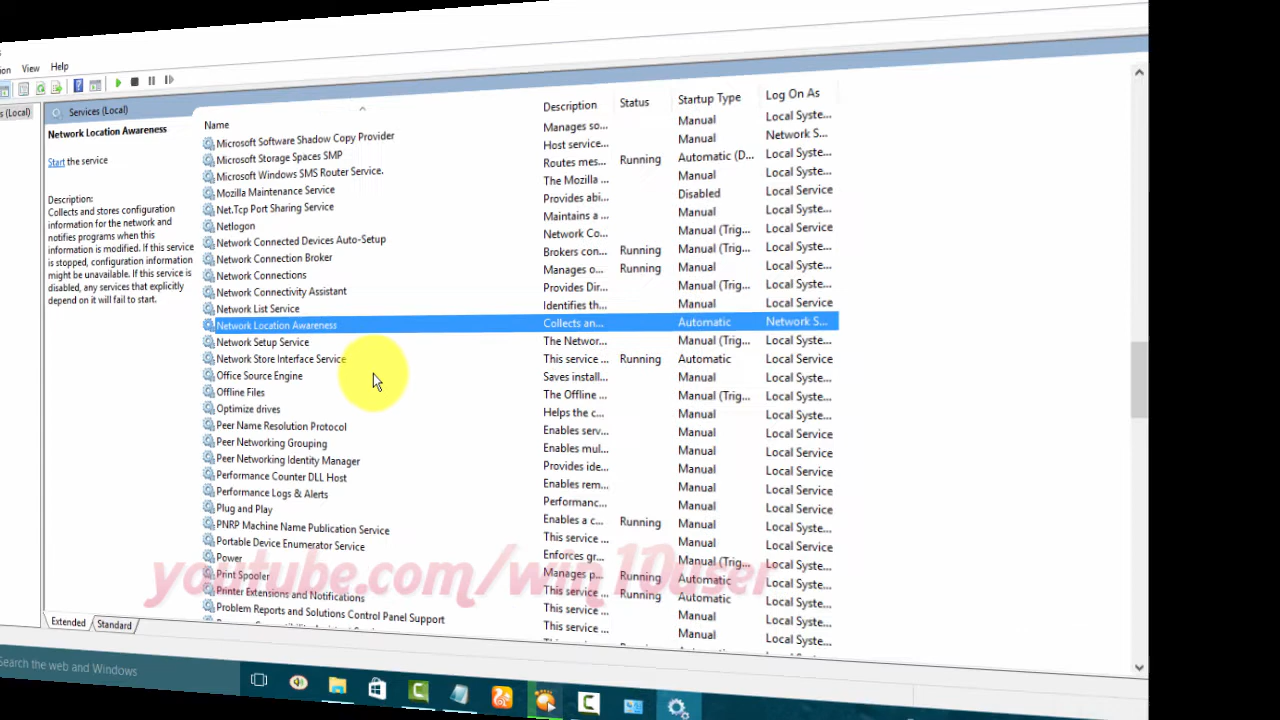 View Help
s (Local)
Services (Local)
Network Location Awareness
Start the service
Description:
Collects and stores configuration
information for the network and
notifies programs when this
information is modified. If this service
is stopped, configuration information
might be unavailable. If this service is
disabled, any services that explicitly
depend on it will fail to start.
Name Description Status Startup Type Log On As
Microsoft Software Shadow Copy Provider Manages so... Manual Local Syste...
Microsoft Storage Spaces SMP Host service... Manual Network S...
Microsoft Windows SMS Router Service. Routes mes... Running Automatic (D... Local Syste...
Mozilla Maintenance Service The Mozilla ... Manual Local Syste...
Net.Tcp Port Sharing Service Provides abi... Disabled Local Service
Netlogon Maintains a ... Manual Local Syste...
Network Connected Devices Auto-Setup Network Co... Manual (Trig... Local Service
Network Connection Broker Brokers con... Running Manual (Trig... Local Syste...
Network Connections Manages o... Running Manual Local Syste...
Network Connectivity Assistant Provides Dir... Manual (Trig... Local Syste...
Network List Service Identifies th... Manual Local Service
Network Location Awareness Collects an... Automatic Network S...
Network Setup Service The Networ... Manual (Trig... Local Syste...
Network Store Interface Service This service ... Running Automatic Local Service
Office Source Engine Saves install... Manual Local Syste...
Offline Files The Offline ... Manual (Trig... Local Syste...
Optimize drives Helps the c... Manual Local Syste...
Peer Name Resolution Protocol Enables serv... Manual Local Service
Peer Networking Grouping Enables mul... Manual Local Service
Peer Networking Identity Manager Provides ide... Manual Local Service
Performance Counter DLL Host Enables rem... Manual Local Service
Performance Logs & Alerts Performanc... Manual Local Service
Plug and Play Enables a c... Running Manual Local Syste...
PNRP Machine Name Publication Service This service ... Manual Local Service
Portable Device Enumerator Service Enforces gr... Manual (Trig... Local Syste...
Power Manages p... Running Automatic Local Syste...
Print Spooler This service ... Running Automatic Local Syste...
Printer Extensions and Notifications This service ... Manual Local Syste...
Problem Reports and Solutions Control Panel Support This service ... Manual Local Syste...
youtube.com/win10user
Extended Standard
Search the web and Windows